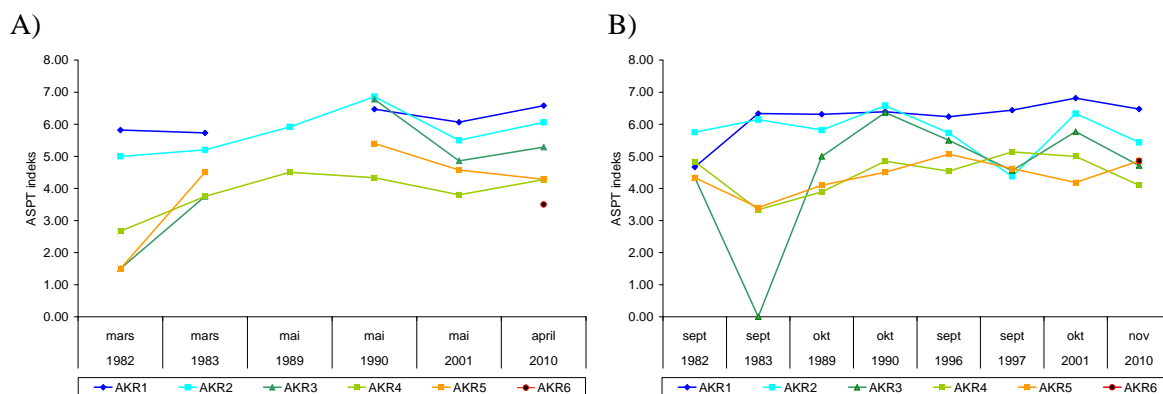 A)
B)
8.00
7.00
6.00
5.00
4.00
3.00
2.00
1.00
0.00
ASPT indeks
mars mars mai mai mai april
1982 1983 1989 1990 2001 2010
AKR1 AKR2 AKR3 AKR4 AKR5 AKR6
8.00
7.00
6.00
5.00
4.00
3.00
2.00
1.00
0.00
ASPT indeks
sept sept okt okt sept sept okt nov
1982 1983 1989 1990 1996 1997 2001 2010
AKR1 AKR2 AKR3 AKR4 AKR5 AKR6